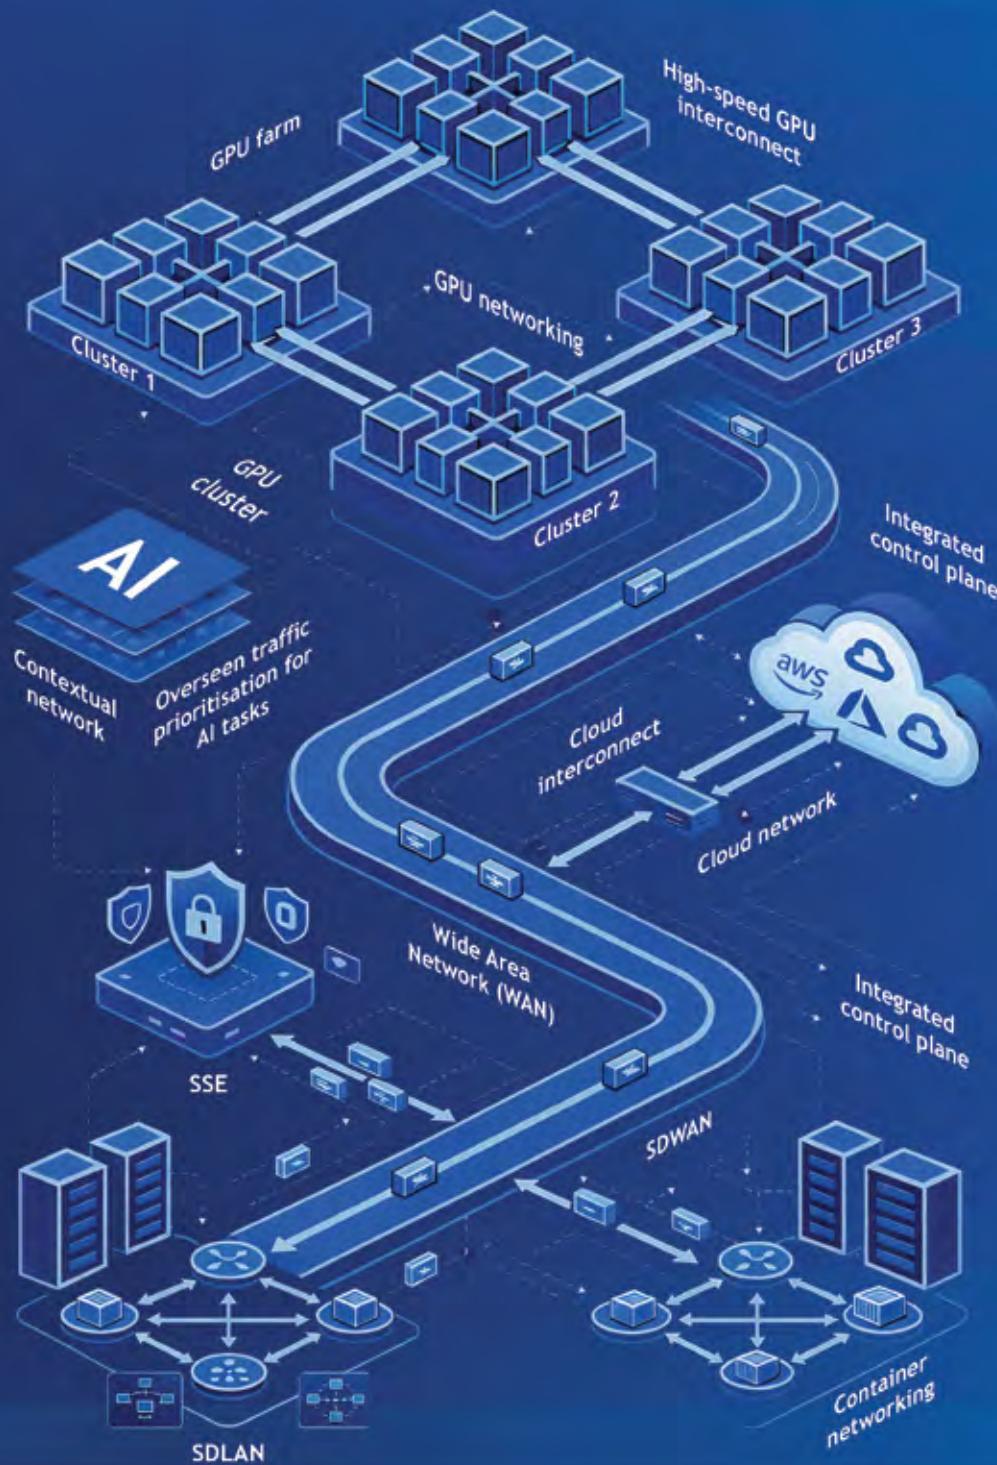 High-speed GPU
interconnect
GPU farm
GPU networking
Cluster 1
Cluster 3
GPU
cluster
Cluster 2
Integrated
control plane
AI
Contextual
network
Overseen traffic
prioritisation for
AI tasks
aws
Cloud
interconnect
Cloud network
Wide Area
Network (WAN)
Integrated
control plane
SSE
SDWAN
Container
networking
SDLAN